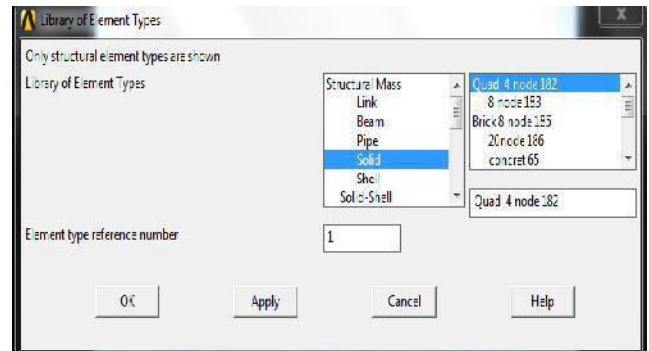 Library of Element Types
X
Only structural element types are shown
Library of Element Types
Structural Mass
Link
Beam
Pipe
Solid
Shell
Solid-Shell
Quad 4 node 182
8 node 183
Brick 8 node 185
20node 186
concret 65
Quad 4 node 182
Element type reference number
1
OK
Apply
Cancel
Help